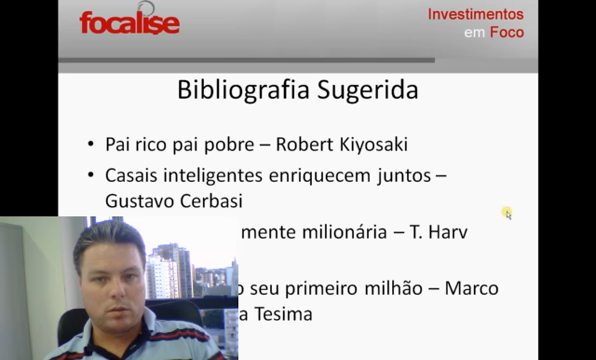 focalise
Investimentos
em Foco
Bibliografia Sugerida
• Pai rico pai pobre – Robert Kiyosaki
• Casais inteligentes enriquecem juntos –
Gustavo Cerbasi
mente milionária – T. Harv
o seu primeiro milhão – Marco
a Tesima